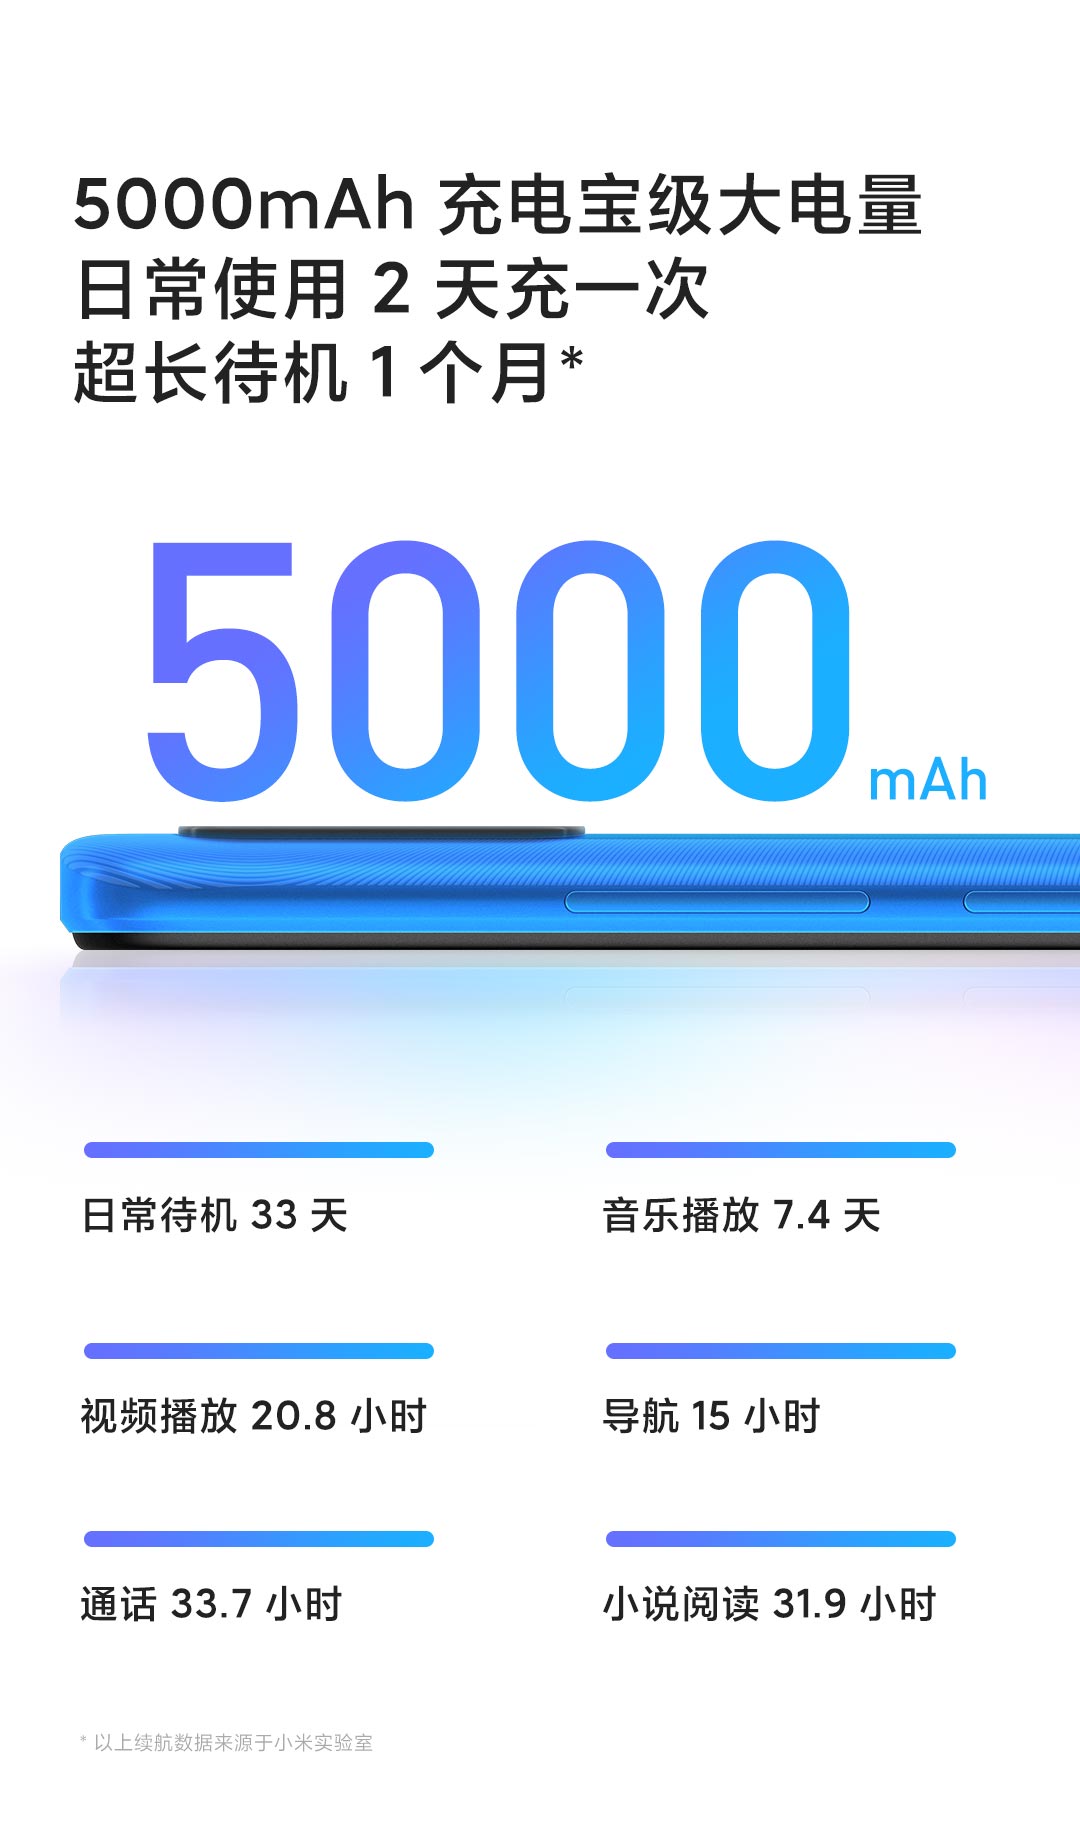 5000mAh 充电宝级大电量
日常使用 2 天充一次
超长待机 1 个月*
5000 mAh
日常待机 33 天
音乐播放 7.4 天
视频播放 20.8 小时
导航 15 小时
通话 33.7 小时
小说阅读 31.9 小时
* 以上续航数据来源于小米实验室